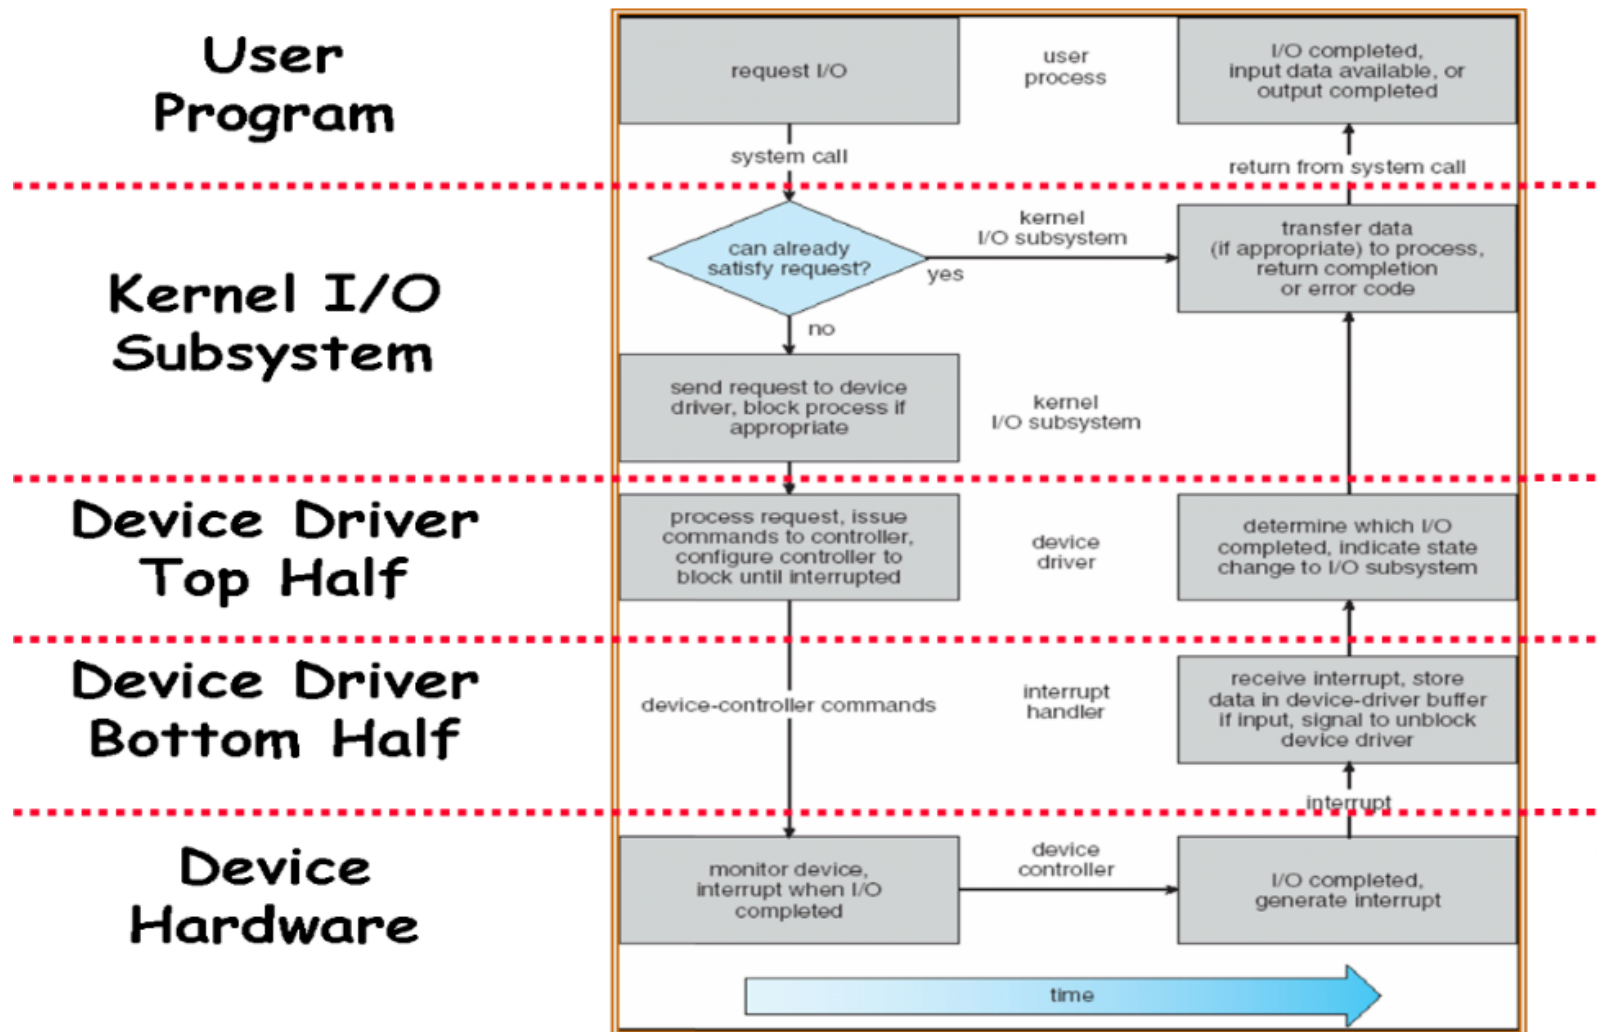 User
Program
request I/O
user
process
I/O completed,
input data available, or
output completed
system call
return from system call
Kernel I/O
Subsystem
can already
satisfy request?
kernel
I/O subsystem
yes
transfer data
(if appropriate) to process,
return completion
or error code
no
send request to device
driver, block process if
appropriate
kernel
I/O subsystem
Device Driver
Top Half
process request, issue
commands to controller,
configure controller to
block until interrupted
device
driver
determine which I/O
completed, indicate state
change to I/O subsystem
Device Driver
Bottom Half
device-controller commands
interrupt
handler
receive interrupt, store
data in device-driver buffer
if input, signal to unblock
device driver
interrupt
Device
Hardware
monitor device,
interrupt when I/O
completed
device
controller
I/O completed,
generate interrupt
time